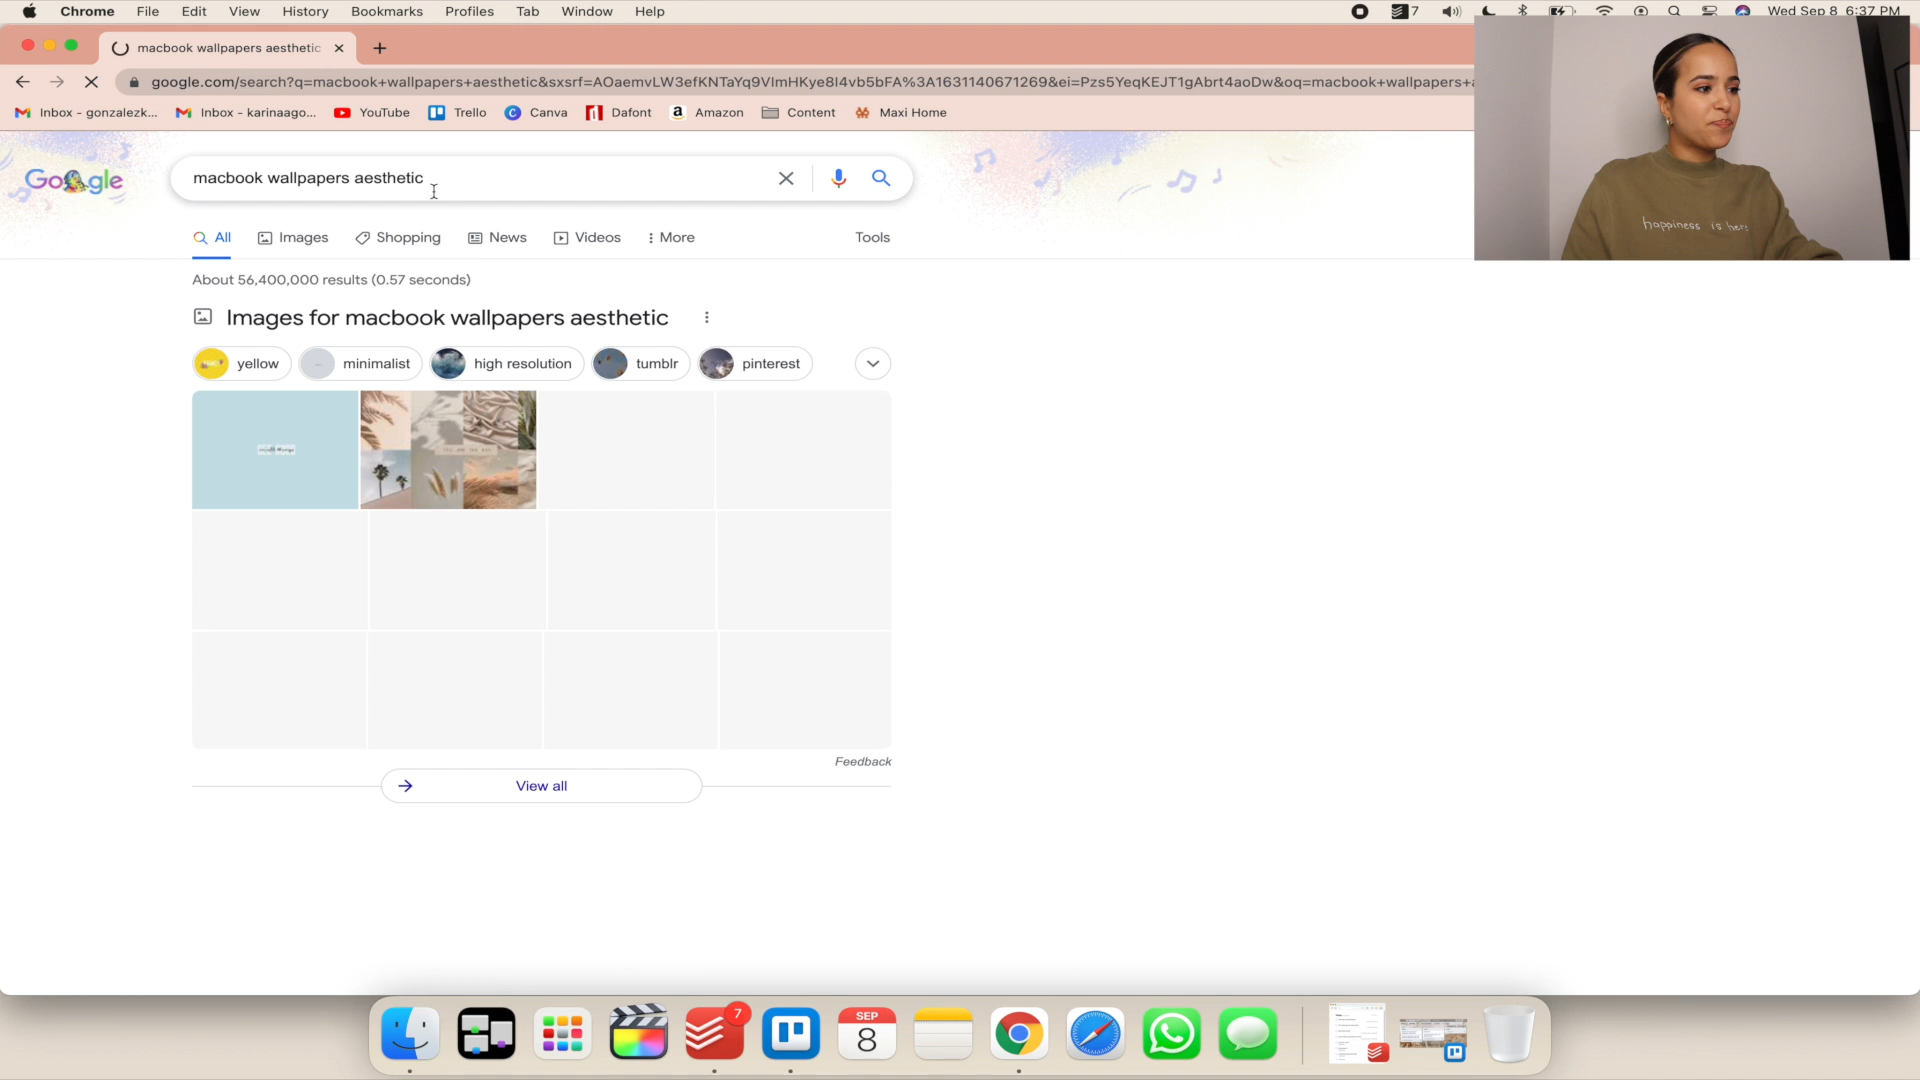 Chrome File Edit View History Bookmarks Profiles Tab Window Help
7
Wed Sep 8 6:37 PM
macbook wallpapers aesthetic
google.com/search?q=macbook+wallpapers+aesthetic&sxsrf=AOaemvLW3efKNTaYq9VImHKye8I4vb5bFA%3A1631140671269&ei=Pzs5YeqKEJT1gAbrt4aoDw&oq=macbook+wallpapers+a
Inbox - gonzalezk... Inbox - karinaago... YouTube Trello Canva Dafont Amazon Content Maxi Home
happiness is here
Google
macbook wallpapers aesthetic
All Images Shopping News Videos More Tools
About 56,400,000 results (0.57 seconds)
Images for macbook wallpapers aesthetic
yellow minimalist high resolution tumblr pinterest
Feedback
View all
7
SEP
8